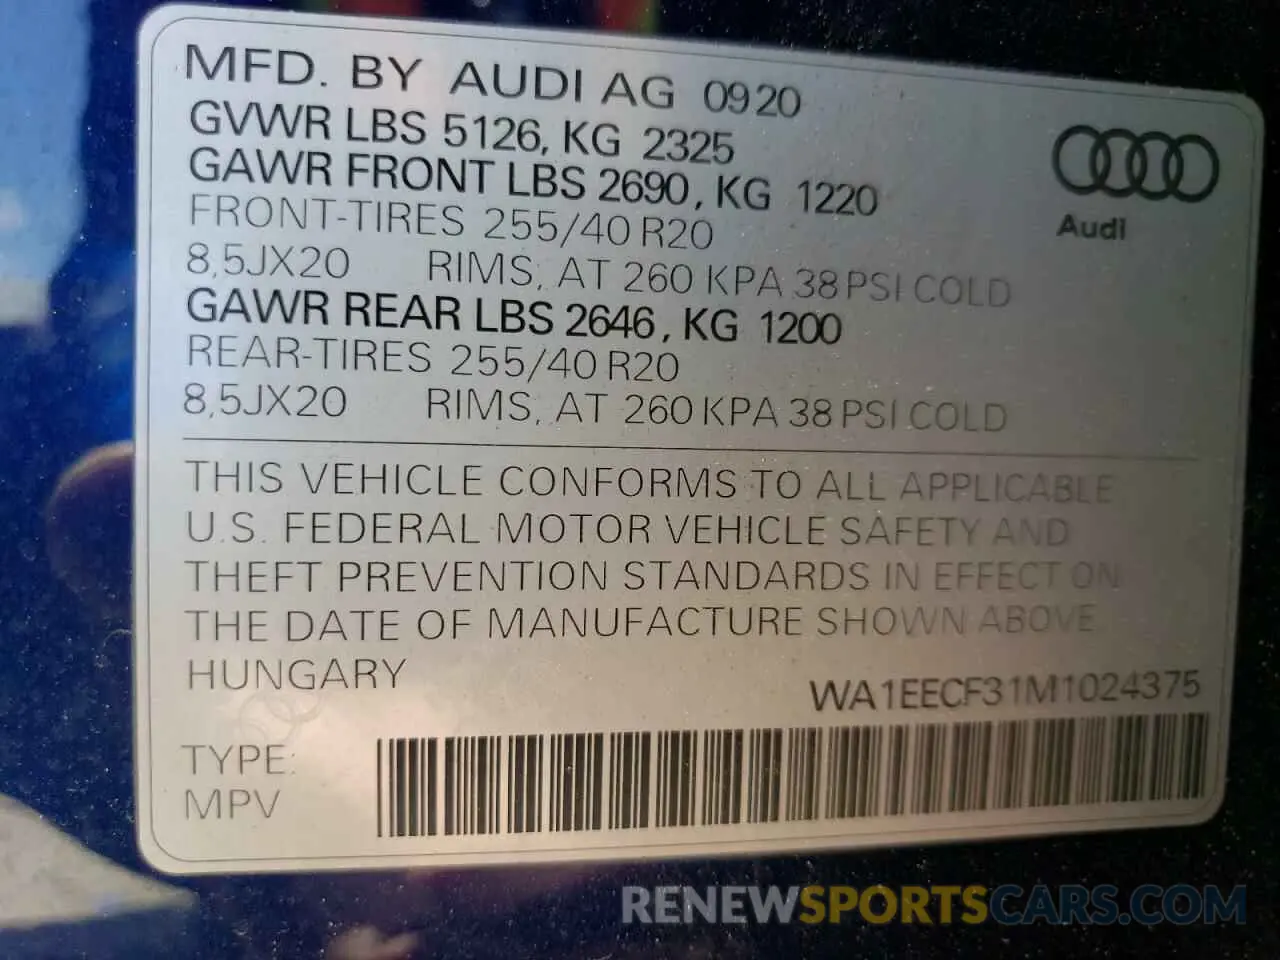 MFD. BY AUDI AG 0920
GVWR LBS 5126, KG 2325
GAWR FRONT LBS 2690, KG 1220
FRONT-TIRES 255/40 R20
8,5JX20 RIMS, AT 260 KPA 38 PSI COLD
GAWR REAR LBS 2646, KG 1200
REAR-TIRES 255/40 R20
8,5JX20 RIMS, AT 260 KPA 38 PSI COLD
Audi
THIS VEHICLE CONFORMS TO ALL APPLICABLE
U.S. FEDERAL MOTOR VEHICLE SAFETY AND
THEFT PREVENTION STANDARDS IN EFFECT ON
THE DATE OF MANUFACTURE SHOWN ABOVE
HUNGARY
WA1EECF31M1024375
TYPE:
MPV
RENEWSPORTSCARS.COM